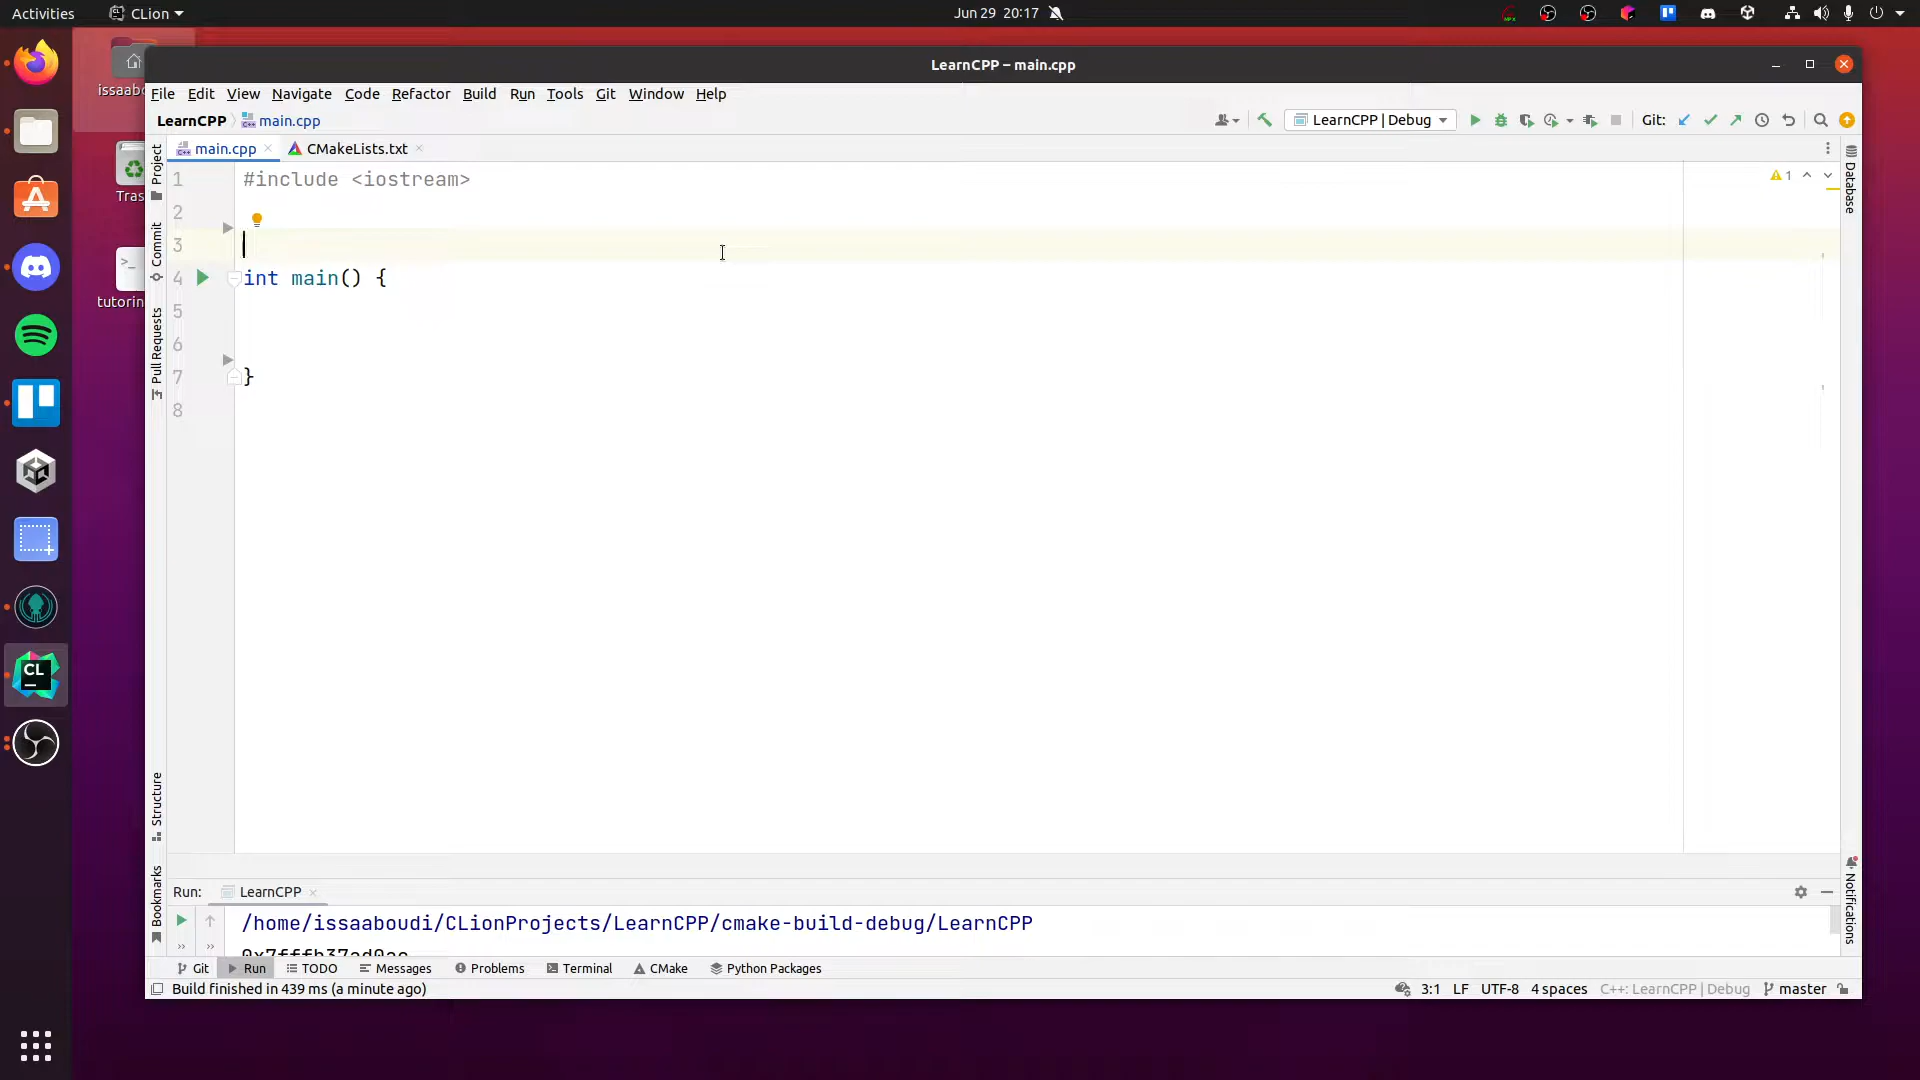 Activities CLion Jun 29 20:17
LearnCPP – main.cpp
File Edit View Navigate Code Refactor Build Run Tools Git Window Help
LearnCPP main.cpp LearnCPP | Debug Git:
main.cpp CMakeLists.txt
1 #include <iostream>
2
3
4 int main() {
5
6
7 }
8
1
Project
Commit
Pull Requests
Structure
Bookmarks
Database
Notifications
CL
Run: LearnCPP
/home/issaaboudi/CLionProjects/LearnCPP/cmake-build-debug/LearnCPP
Git Run TODO Messages Problems Terminal CMake Python Packages
Build finished in 439 ms (a minute ago) 3:1 LF UTF-8 4 spaces C++: LearnCPP | Debug master